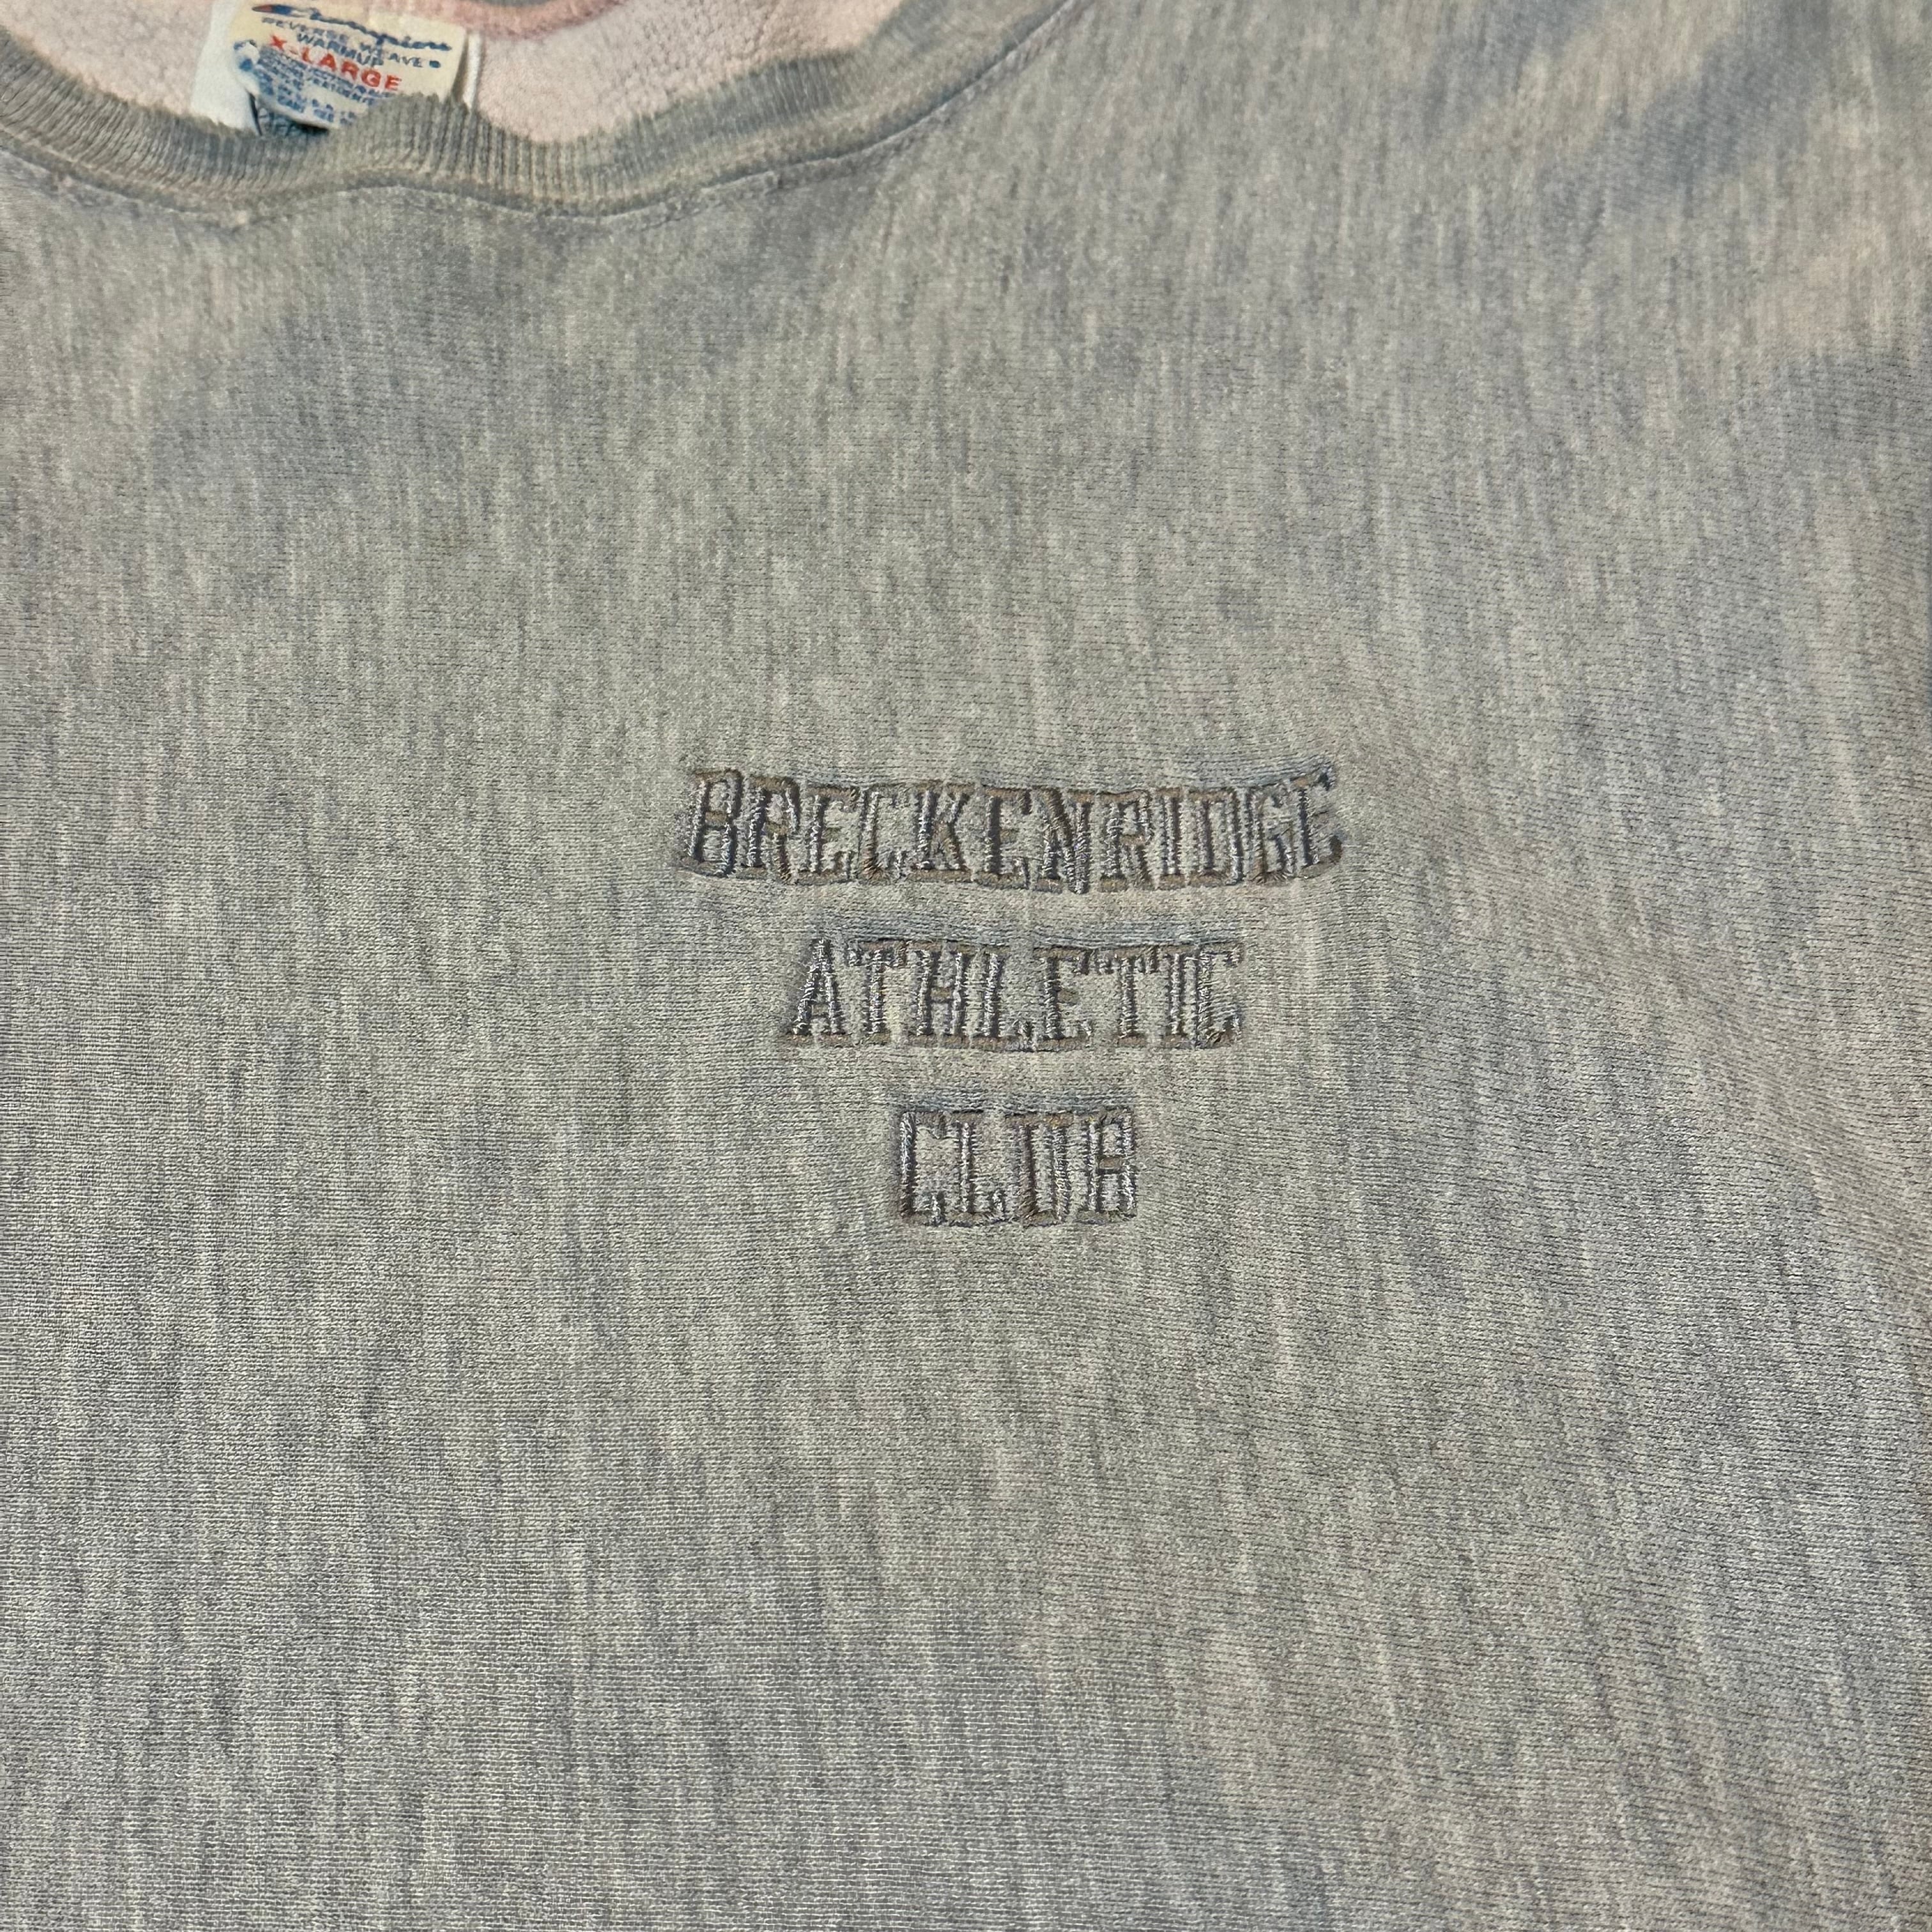 Champion
REVERSE WEAVE
WARMUP
X-LARGE
BRECKENRIDGE
ATHLETIC
CLUB